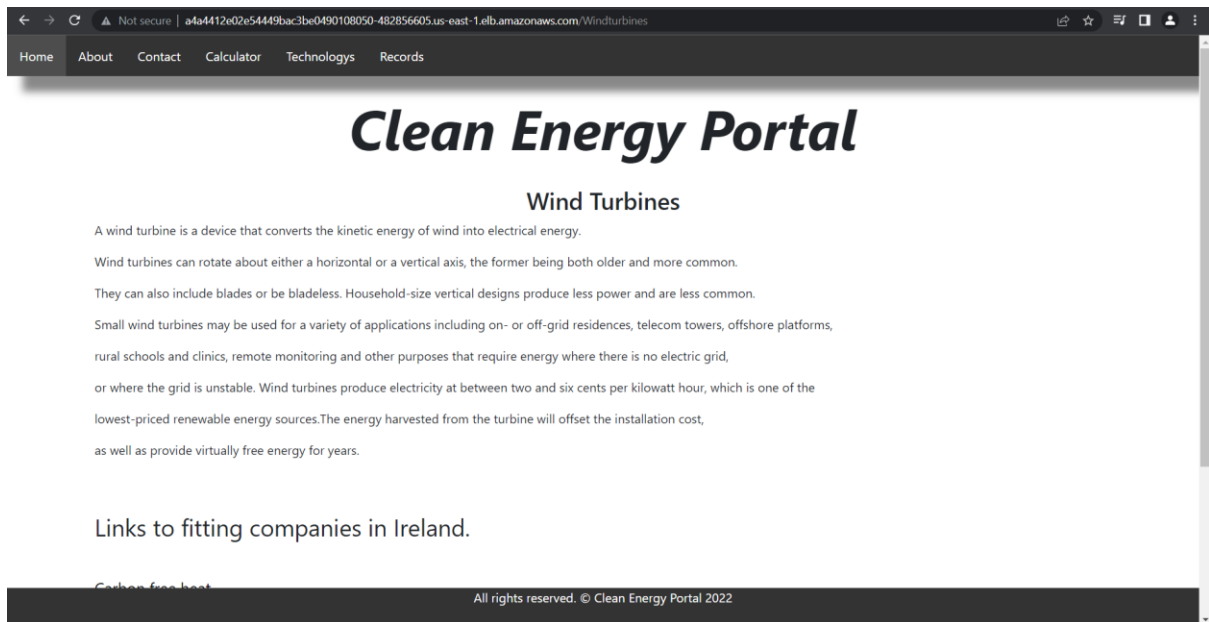 Not secure | a4a4412e02e54449bac3be0490108050-482856605.us-east-1.elb.amazonaws.com/Windturbines
Home About Contact Calculator Technologys Records
Clean Energy Portal
Wind Turbines
A wind turbine is a device that converts the kinetic energy of wind into electrical energy.
Wind turbines can rotate about either a horizontal or a vertical axis, the former being both older and more common.
They can also include blades or be bladeless. Household-size vertical designs produce less power and are less common.
Small wind turbines may be used for a variety of applications including on- or off-grid residences, telecom towers, offshore platforms,
rural schools and clinics, remote monitoring and other purposes that require energy where there is no electric grid,
or where the grid is unstable. Wind turbines produce electricity at between two and six cents per kilowatt hour, which is one of the
lowest-priced renewable energy sources.The energy harvested from the turbine will offset the installation cost,
as well as provide virtually free energy for years.
Links to fitting companies in Ireland.
Carbon free heat
All rights reserved. © Clean Energy Portal 2022